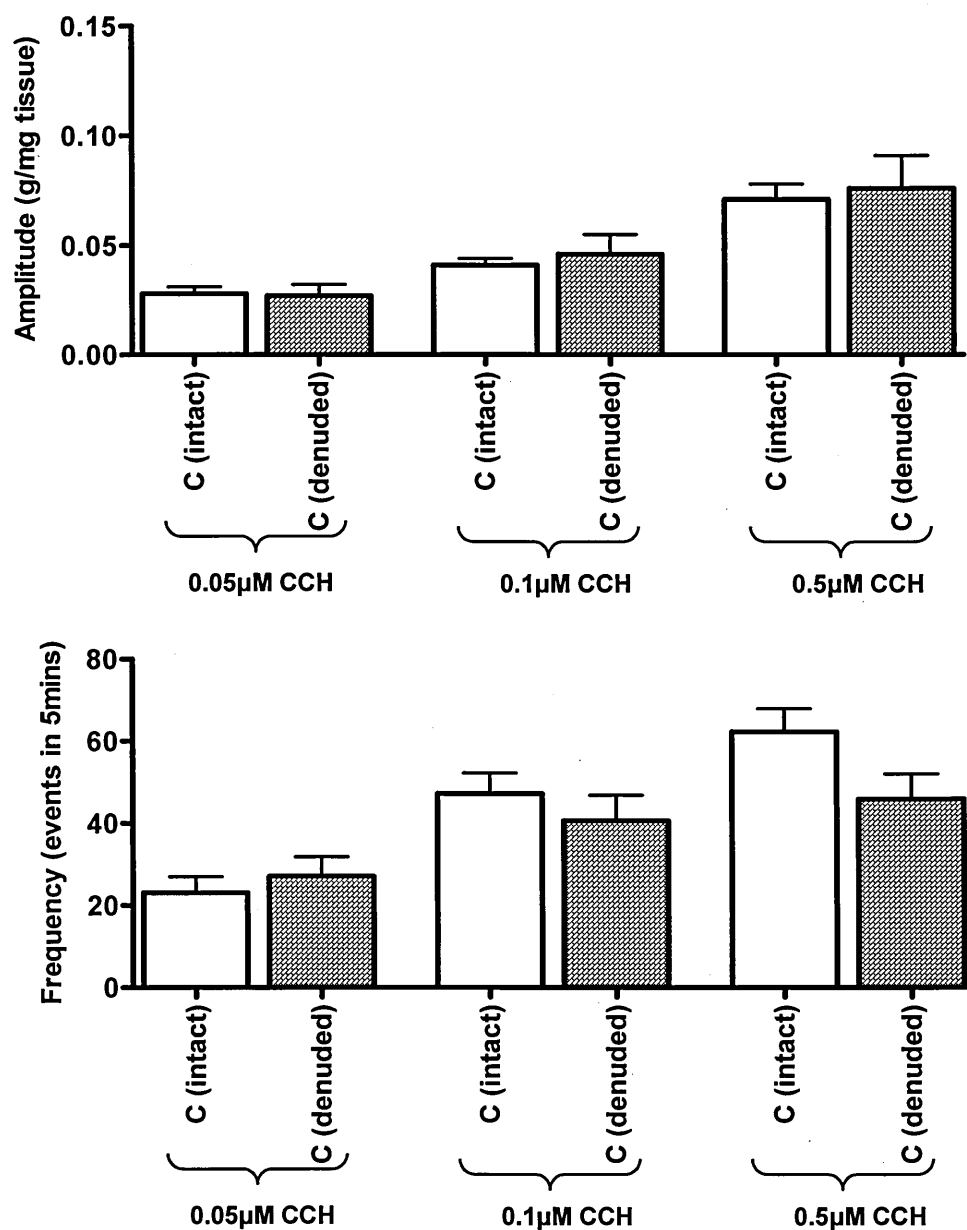 0.15
0.10
0.05
0.00
Amplitude (g/mg tissue)
C (intact)
C (denuded)
C (intact)
C (denuded)
C (intact)
C (denuded)
0.05µM CCH
0.1µM CCH
0.5µM CCH
80
60
40
20
0
Frequency (events in 5mins)
C (intact)
C (denuded)
C (intact)
C (denuded)
C (intact)
C (denuded)
0.05µM CCH
0.1µM CCH
0.5µM CCH